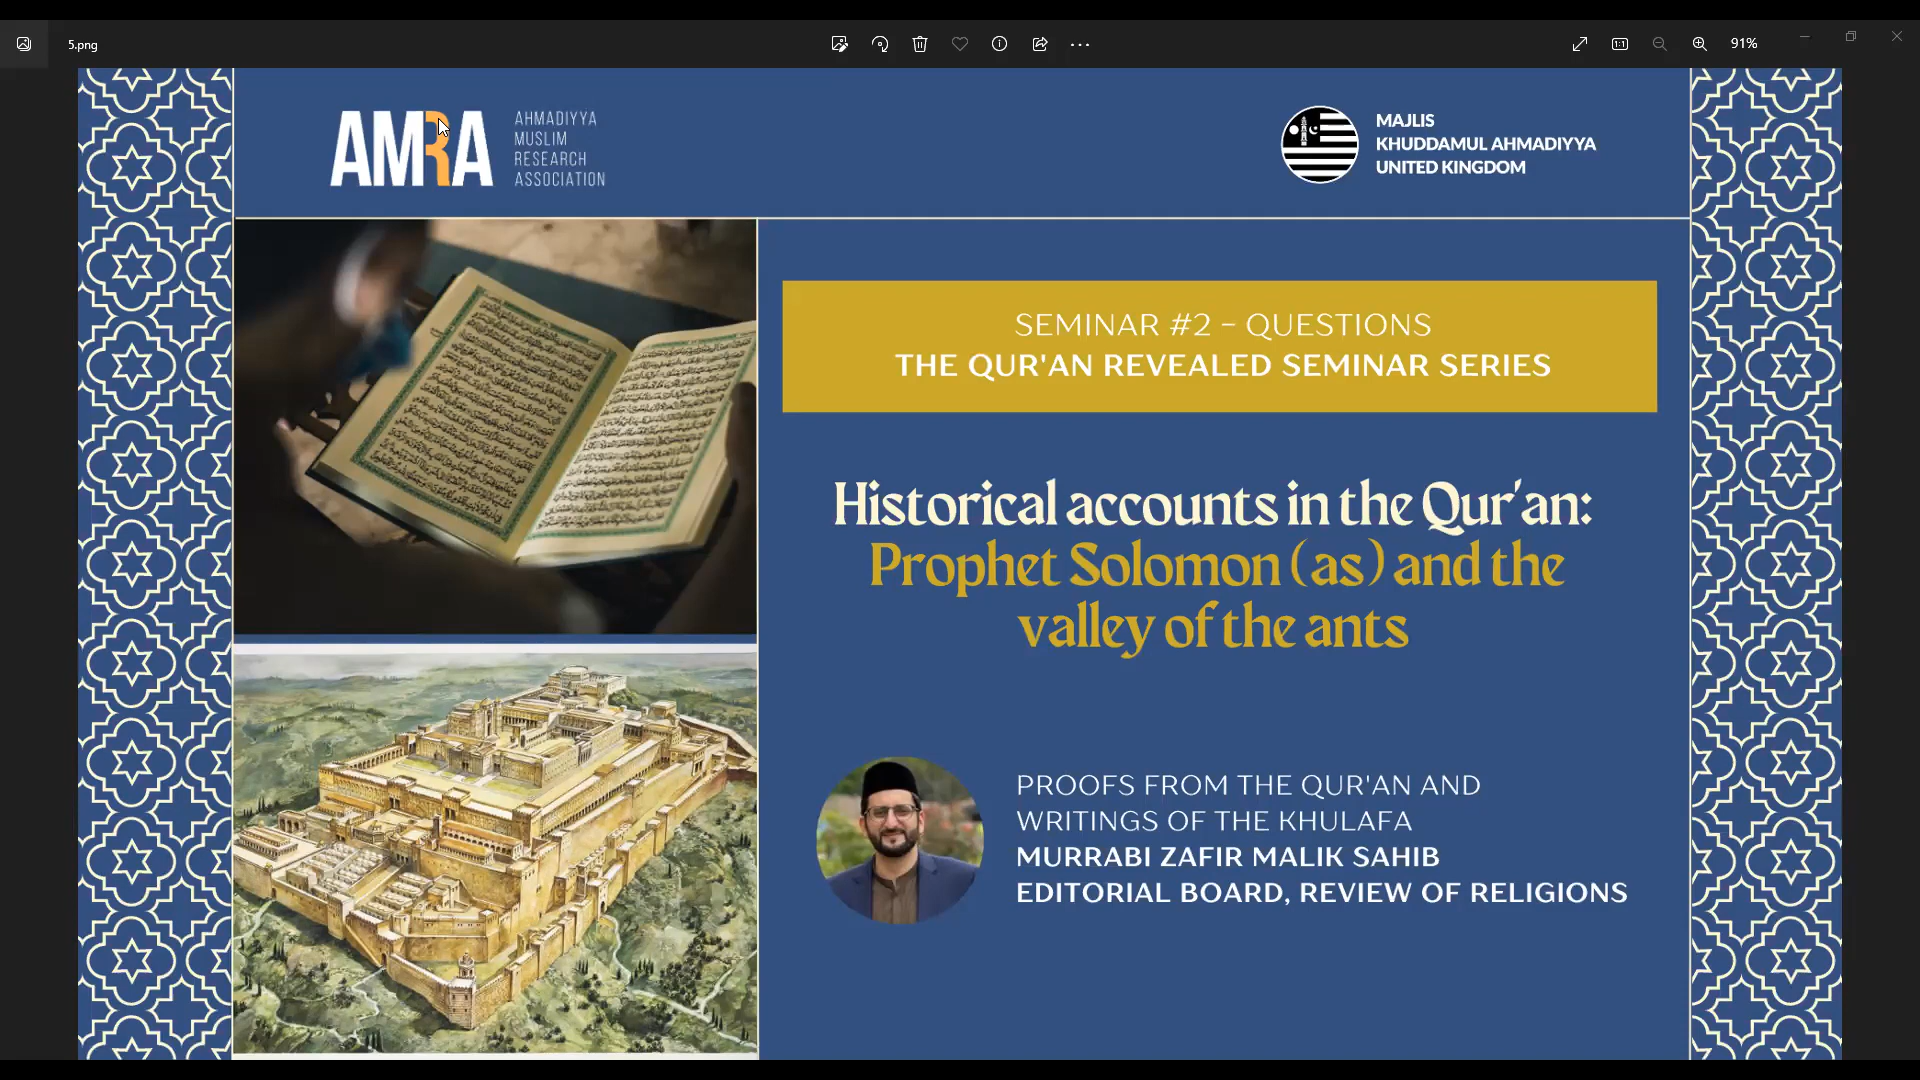 5.png
91%
AMRA
AHMADIYYA
MUSLIM
RESEARCH
ASSOCIATION
MAJLIS
KHUDDAMUL AHMADIYYA
UNITED KINGDOM
SEMINAR #2 – QUESTIONS
THE QUR'AN REVEALED SEMINAR SERIES
Historical accounts in the Qur'an:
Prophet Solomon (as) and the
valley of the ants
PROOFS FROM THE QUR'AN AND
WRITINGS OF THE KHULAFA
MURRABI ZAFIR MALIK SAHIB
EDITORIAL BOARD, REVIEW OF RELIGIONS